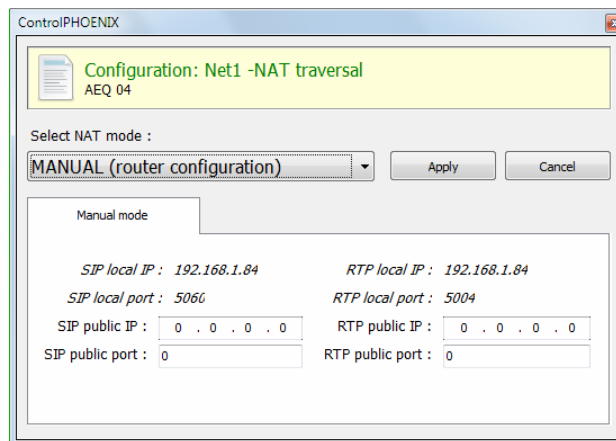 ControlPHOENIX
Configuration: Net1 -NAT traversal
AEQ 04
Select NAT mode :
MANUAL (router configuration)
Apply
Cancel
Manual mode
SIP local IP : 192.168.1.84
RTP local IP : 192.168.1.84
SIP local port : 5060
RTP local port : 5004
SIP public IP : 0 . 0 . 0 . 0
RTP public IP : 0 . 0 . 0 . 0
SIP public port : 0
RTP public port : 0